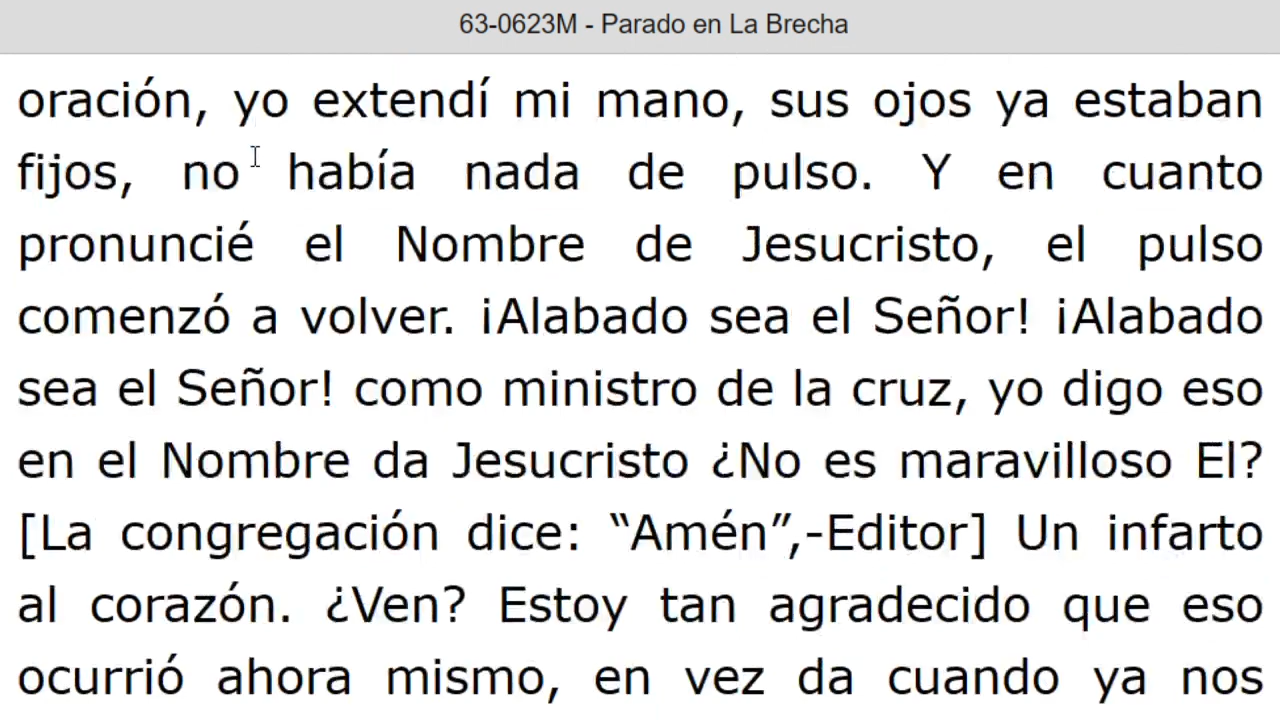 63-0623M - Parado en La Brecha
oración, yo extendí mi mano, sus ojos ya estaban
fijos, no había nada de pulso. Y en cuanto
pronuncié el Nombre de Jesucristo, el pulso
comenzó a volver. ¡Alabado sea el Señor! ¡Alabado
sea el Señor! como ministro de la cruz, yo digo eso
en el Nombre da Jesucristo ¿No es maravilloso El?
[La congregación dice: “Amén”,-Editor] Un infarto
al corazón. ¿Ven? Estoy tan agradecido que eso
ocurrió ahora mismo, en vez da cuando ya nos